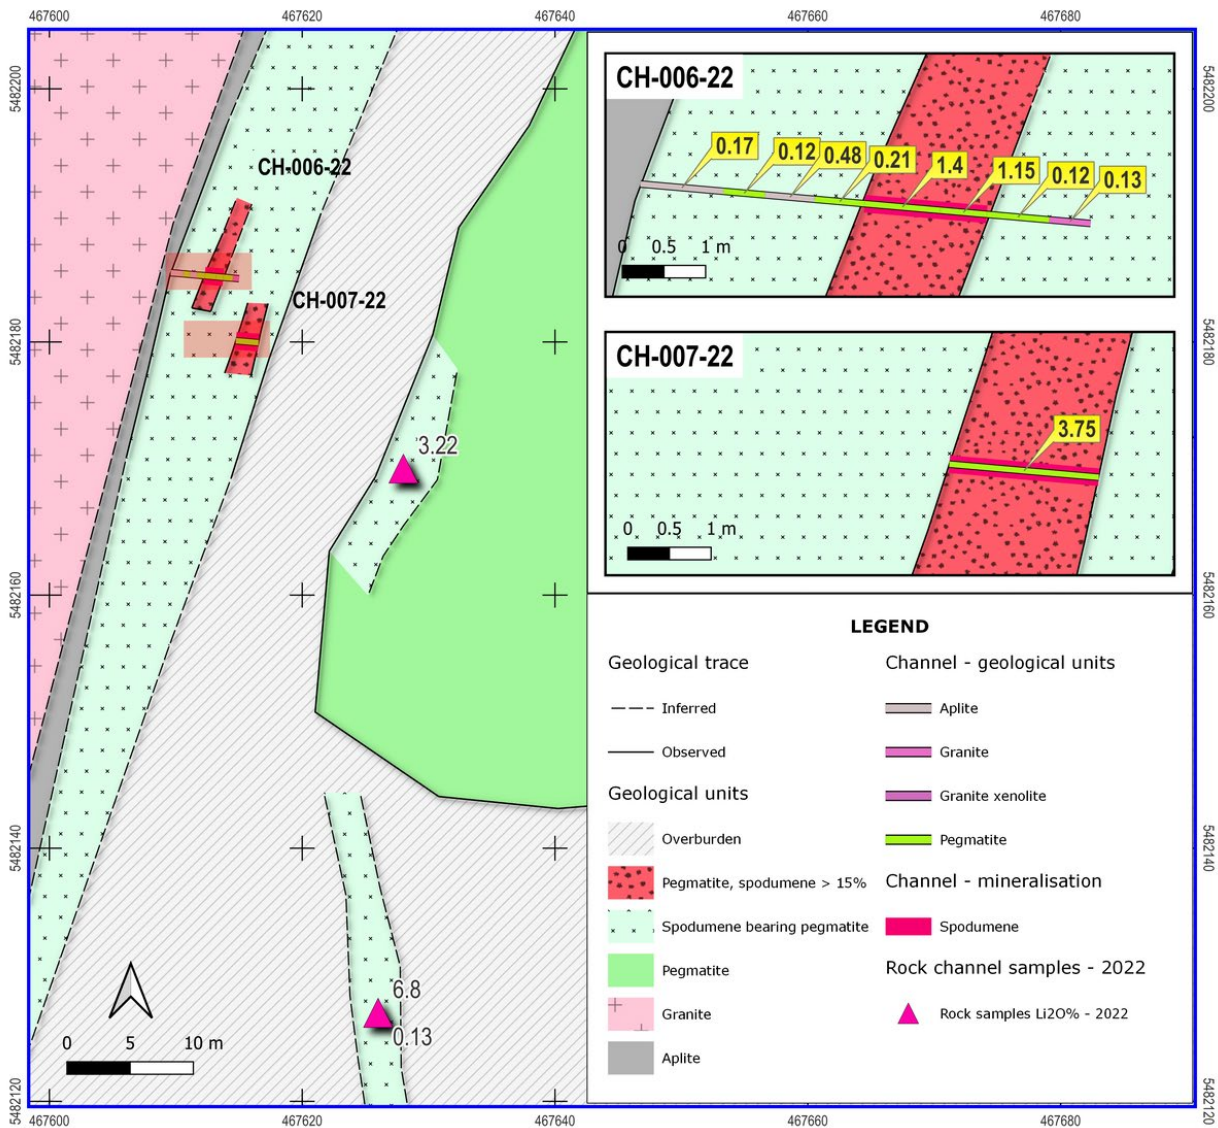 467600
467620
467640
467660
467680
5482200
5482180
5482160
5482140
5482120
CH-006-22
CH-007-22
3.22
6.8
0.13
0 5 10 m
CH-006-22
0.17
0.12
0.48
0.21
1.4
1.15
0.12
0.13
0 0.5 1 m
CH-007-22
3.75
0 0.5 1 m
5482200
5482180
5482160
5482140
5482120
LEGEND
Geological trace
Inferred
Observed
Geological units
Overburden
Pegmatite, spodumene > 15%
Spodumene bearing pegmatite
Pegmatite
Granite
Aplite
Channel - geological units
Aplite
Granite
Granite xenolite
Pegmatite
Channel - mineralisation
Spodumene
Rock channel samples - 2022
Rock samples Li2O% - 2022
467600
467620
467640
467660
467680